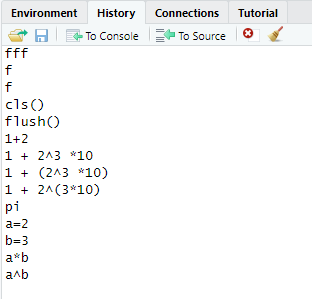 Environment History Connections Tutorial
To Console To Source
fff
f
f
cls()
flush()
1+2
1 + 2^3 *10
1 + (2^3 *10)
1 + 2^(3*10)
pi
a=2
b=3
a*b
a^b